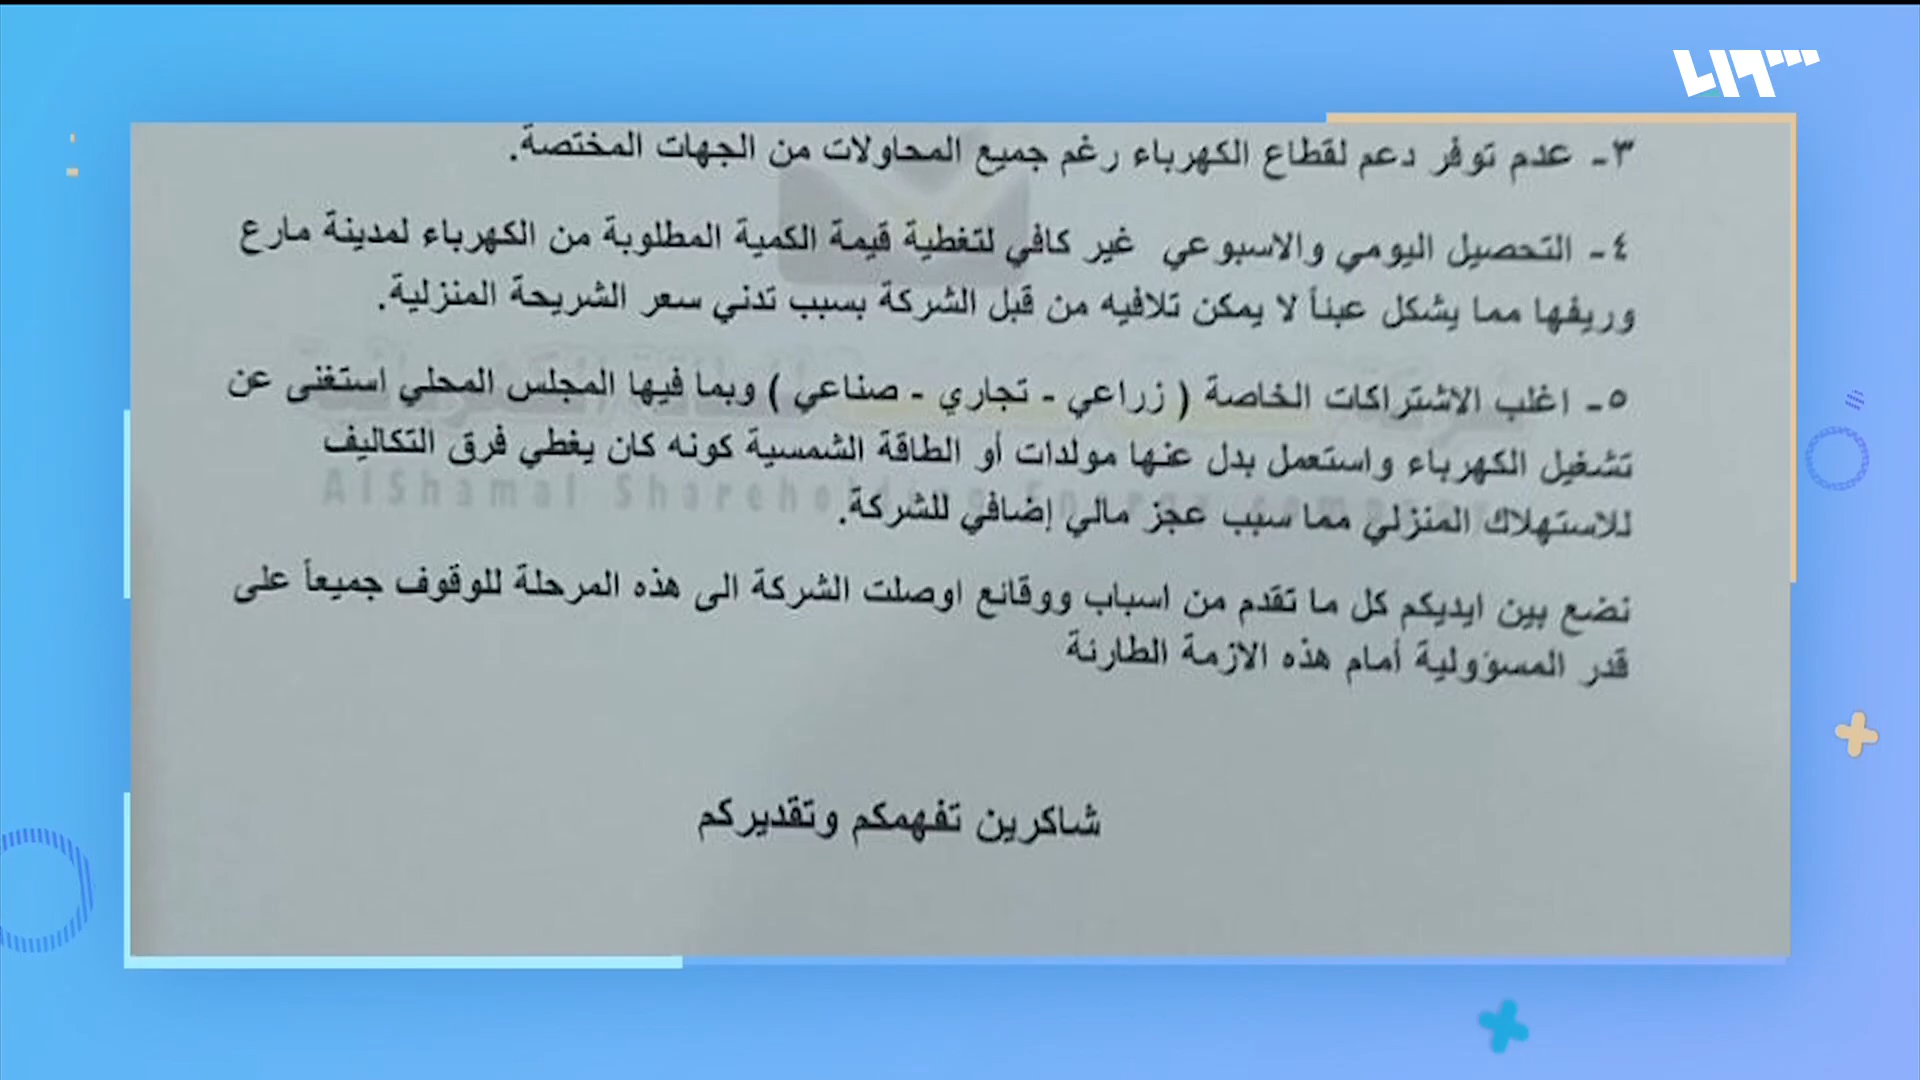 سوريا
٣- عدم توفر دعم لقطاع الكهرباء رغم جميع المحاولات من الجهات المختصة.
٤- التحصيل اليومي والاسبوعي غير كافي لتغطية قيمة الكمية المطلوبة من الكهرباء لمدينة مارع
وريفها مما يشكل عبئاً لا يمكن تلافيه من قبل الشركة بسبب تدني سعر الشريحة المنزلية.
٥- اغلب الاشتراكات الخاصة ( زراعي - تجاري - صناعي ) وبما فيها المجلس المحلي استغنى عن
تشغيل الكهرباء واستعمل بدل عنها مولدات أو الطاقة الشمسية كونه كان يغطي فرق التكاليف
AlShamal Shareholding Energy company
للاستهلاك المنزلي مما سبب عجز مالي إضافي للشركة.
نضع بين ايديكم كل ما تقدم من اسباب ووقائع اوصلت الشركة الى هذه المرحلة للوقوف جميعاً على
قدر المسؤولية أمام هذه الازمة الطارئة
شاكرين تفهمكم وتقديركم